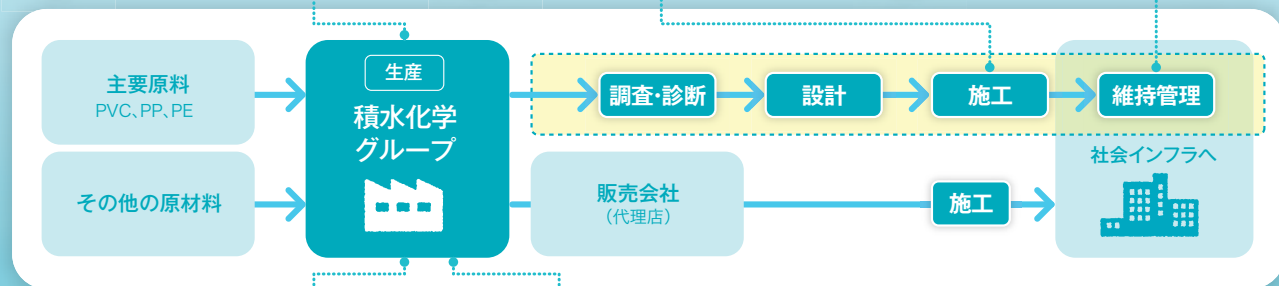 主要原料
PVC、PP、PE
その他の原材料
生産
積水化学
グループ
調査・診断
設計
施工
維持管理
社会インフラへ
販売会社
（代理店）
施工